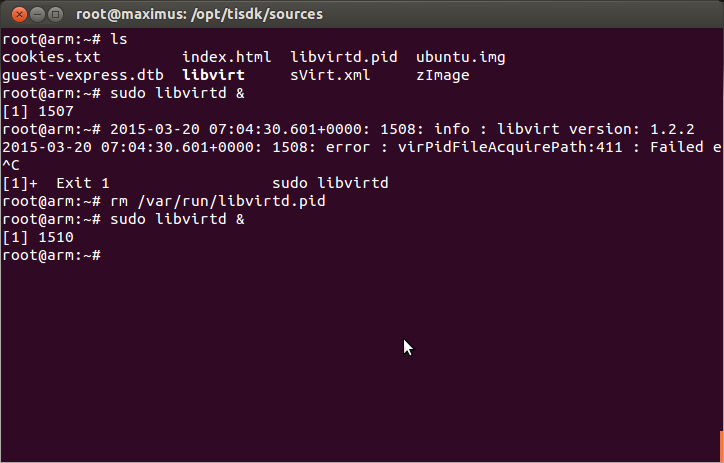 root@maximus: /opt/tisdk/sources
root@arm:~# ls
cookies.txt         index.html  libvirtd.pid  ubuntu.img
guest-vexpress.dtb  libvirt     sVirt.xml     zImage
root@arm:~# sudo libvirtd &
[1] 1507
root@arm:~# 2015-03-20 07:04:30.601+0000: 1508: info : libvirt version: 1.2.2
2015-03-20 07:04:30.601+0000: 1508: error : virPidFileAcquirePath:411 : Failed e
^C
[1]+  Exit 1                  sudo libvirtd
root@arm:~# rm /var/run/libvirtd.pid
root@arm:~# sudo libvirtd &
[1] 1510
root@arm:~#